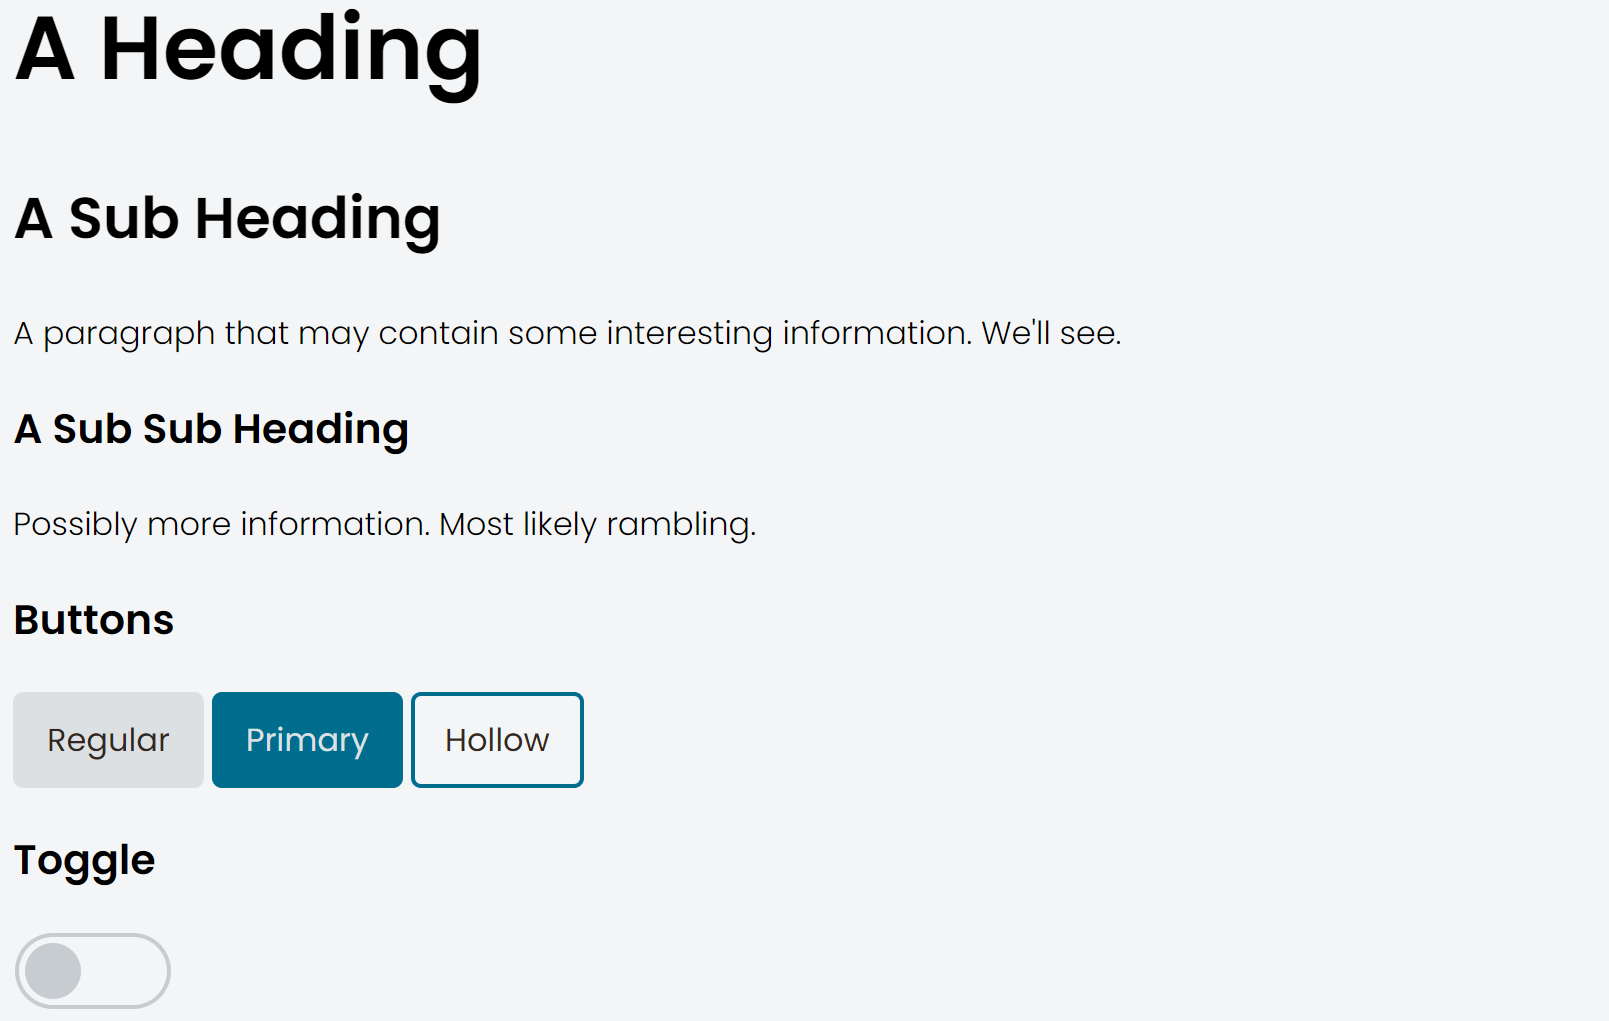 A Heading
A Sub Heading
A paragraph that may contain some interesting information. We'll see.
A Sub Sub Heading
Possibly more information. Most likely rambling.
Buttons
Regular Primary Hollow
Toggle